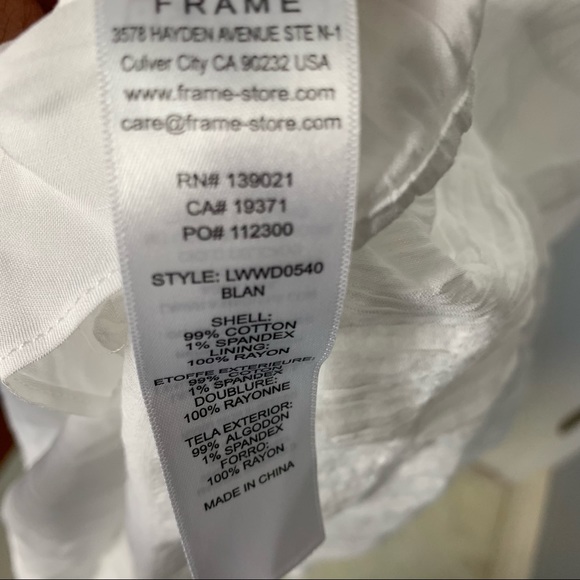 FRAME
3578 HAYDEN AVENUE STE N-1
Culver City CA 90232 USA
www.frame-store.com
care@frame-store.com
RN# 139021
CA# 19371
PO# 112300
STYLE: LWWD0540
BLAN
SHELL:
99% COTTON
1% SPANDEX
LINING:
100% RAYON
ETOFFE EXTERIEURE:
99% COTON
1% SPANDEX
DOUBLURE:
100% RAYONNE
TELA EXTERIOR:
99% ALGODON
1% SPANDEX
FORRO:
100% RAYON
MADE IN CHINA